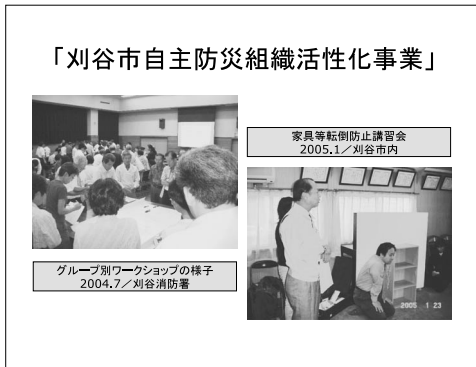 「刈谷市自主防災組織活性化事業」
家具等転倒防止講習会
2005.1／刈谷市内
グループ別ワークショップの様子
2004.7／刈谷消防署
2005 1 23